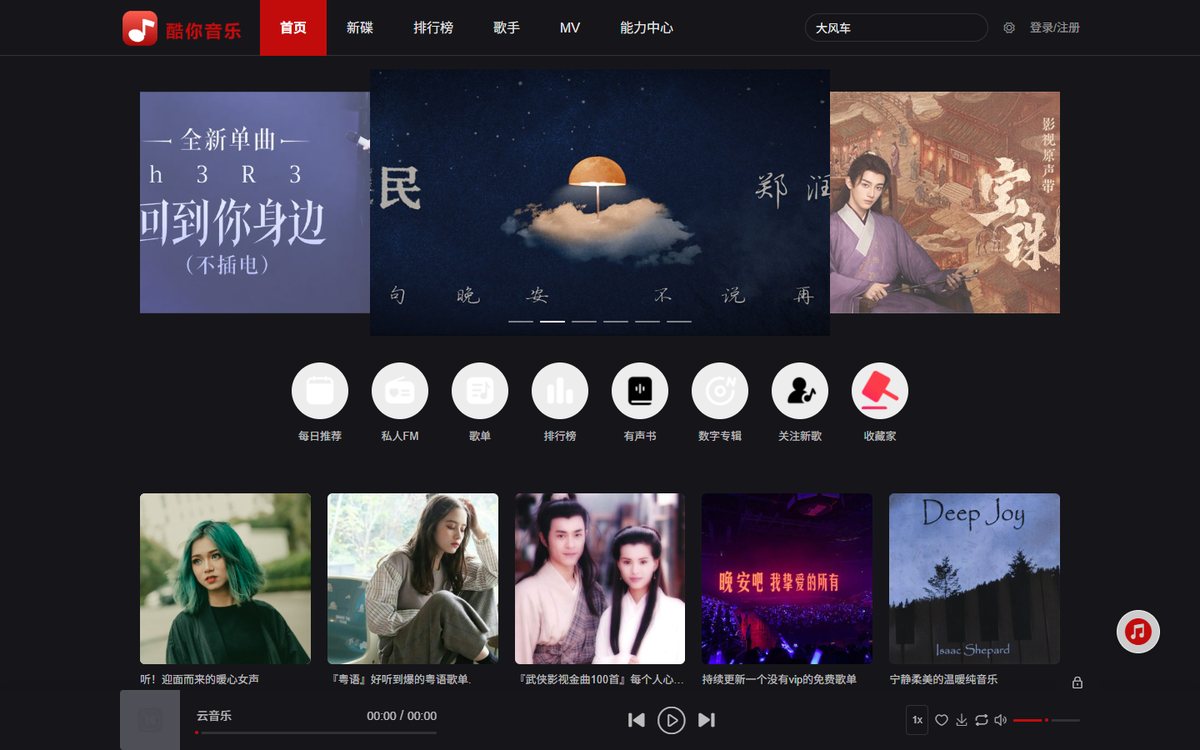 酷你音乐
首页
新碟
排行榜
歌手
MV
能力中心
大风车
登录/注册
全新单曲
h 3 R 3
回到你身边
(不插电)
民
郑 润
句 晚 安 不 说 再
影视原声带
宝珠
每日推荐
私人FM
歌单
排行榜
有声书
数字专辑
关注新歌
收藏家
晚安吧 我挚爱的所有
Deep Joy
Isaac Shepard
听！迎面而来的暖心女声
『粤语』好听到爆的粤语歌单.
『武侠影视金曲100首』每个人心...
持续更新一个没有vip的免费歌单
宁静柔美的温暖纯音乐
云音乐
00:00 / 00:00
1x